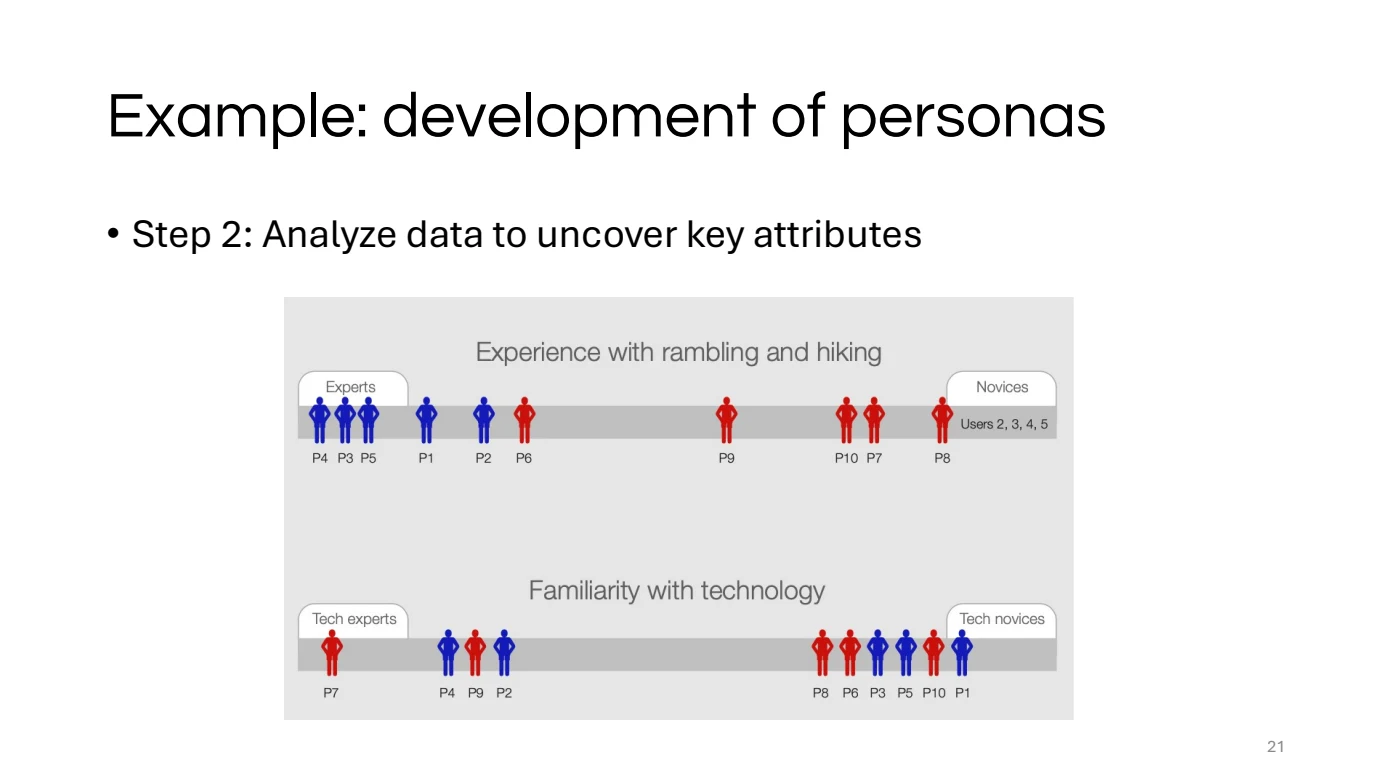 Example: development of personas
• Step 2: Analyze data to uncover key attributes
Experience with rambling and hiking
Experts
Novices
Users 2, 3, 4, 5
P4 P3 P5 P1 P2 P6 P9 P10 P7 P8
Familiarity with technology
Tech experts
Tech novices
P7 P4 P9 P2 P8 P6 P3 P5 P10 P1
21